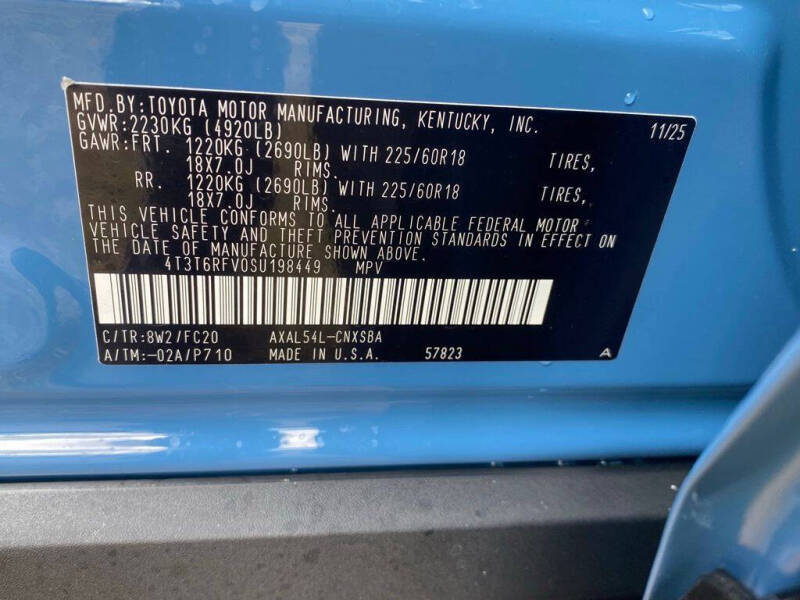 MFD.BY:TOYOTA MOTOR MANUFACTURING, KENTUCKY, INC.
GVWR:2230KG (4920LB) 11/25
GAWR:FRT. 1220KG (2690LB) WITH 225/60R18 TIRES,
18X7.0J RIMS.
RR. 1220KG (2690LB) WITH 225/60R18 TIRES,
18X7.0J RIMS.
THIS VEHICLE CONFORMS TO ALL APPLICABLE FEDERAL MOTOR
VEHICLE SAFETY AND THEFT PREVENTION STANDARDS IN EFFECT ON
THE DATE OF MANUFACTURE SHOWN ABOVE.
4T3T6RFV0SU198449 MPV
C/TR:8W2/FC20 AXAL54L-CNXSBA
A/TM:-02A/P710 MADE IN U.S.A. 57823 A